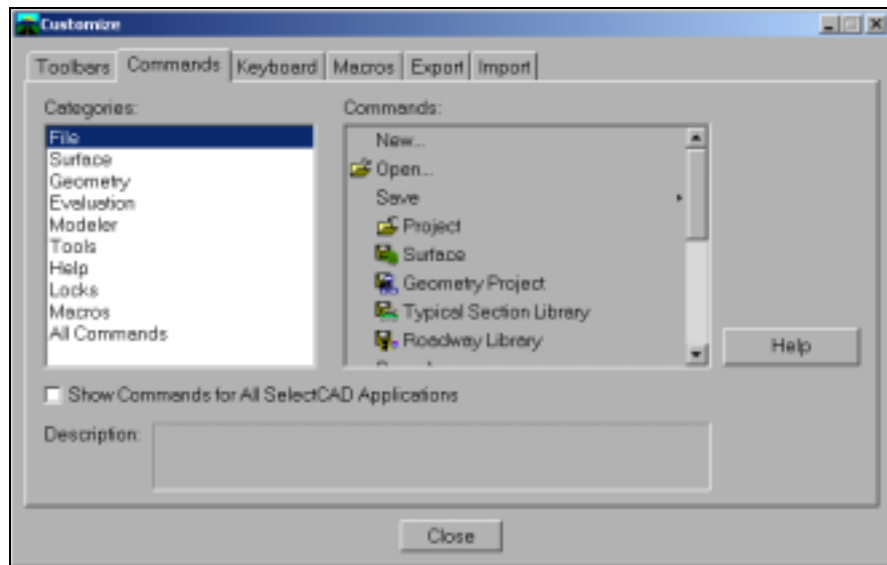 Customize
Toolbars Commands Keyboard Macros Export Import
Categories:
File
Surface
Geometry
Evaluation
Modeler
Tools
Help
Locks
Macros
All Commands
Commands:
New...
Open...
Save
Project
Surface
Geometry Project
Typical Section Library
Roadway Library
Help
Show Commands for All SelectCAD Applications
Description:
Close